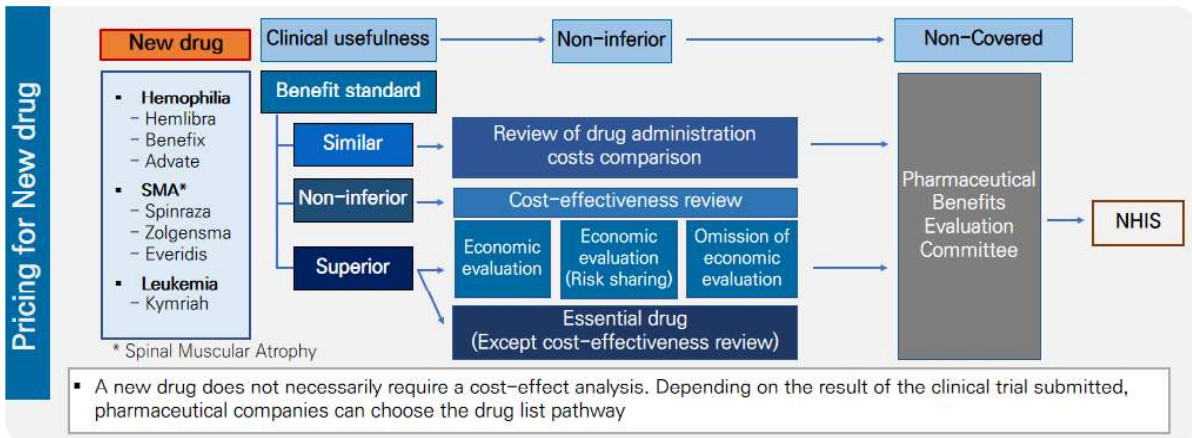 Pricing for New drug
New drug
Clinical usefulness
Non-inferior
Non-Covered
▪ Hemophilia
- Hemlibra
- Benefix
- Advate
▪ SMA*
- Spinraza
- Zolgensma
- Everidis
▪ Leukemia
- Kymriah
* Spinal Muscular Atrophy
Benefit standard
Similar
Non-inferior
Superior
Review of drug administration
costs comparison
Cost-effectiveness review
Economic
evaluation
Economic
evaluation
(Risk sharing)
Omission of
economic
evaluation
Essential drug
(Except cost-effectiveness review)
Pharmaceutical
Benefits
Evaluation
Committee
NHIS
▪ A new drug does not necessarily require a cost-effect analysis. Depending on the result of the clinical trial submitted,
pharmaceutical companies can choose the drug list pathway